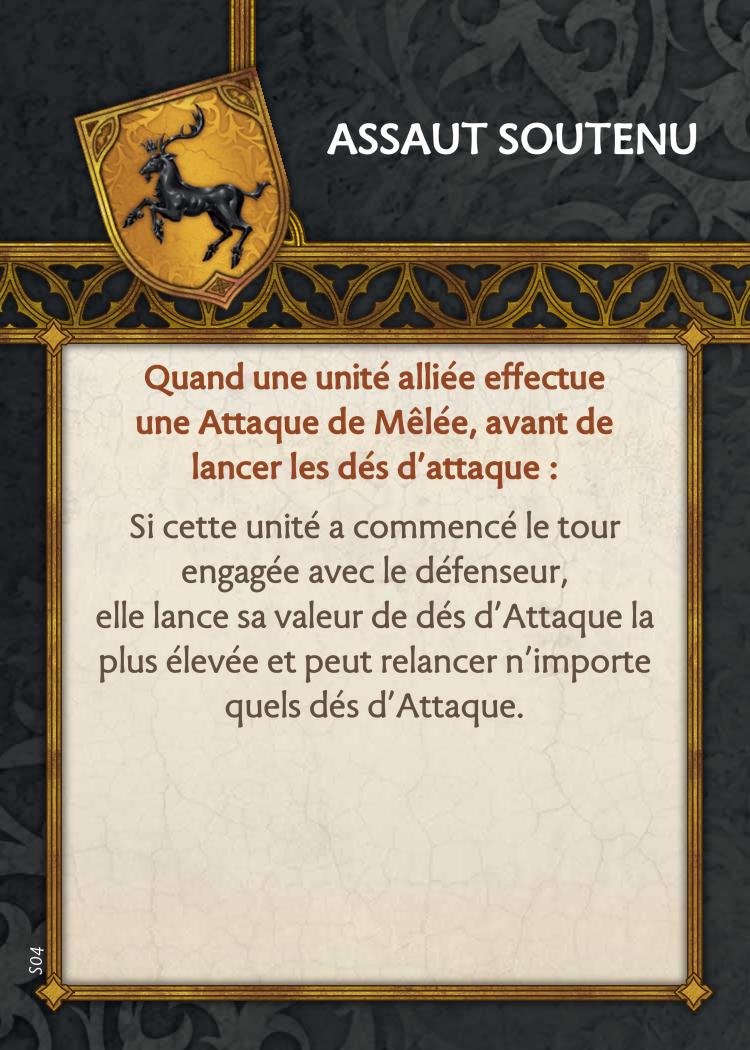 ASSAUT SOUTENU
Quand une unité alliée effectue
une Attaque de Mêlée, avant de
lancer les dés d'attaque :
Si cette unité a commencé le tour
engagée avec le défenseur,
elle lance sa valeur de dés d'Attaque la
plus élevée et peut relancer n'importe
quels dés d'Attaque.
S04